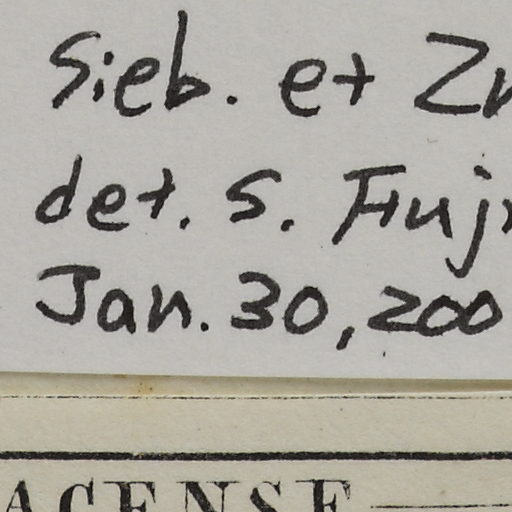 Sieb. et Zu
det. S. Fuji
Jan. 30, 200
ACENSE